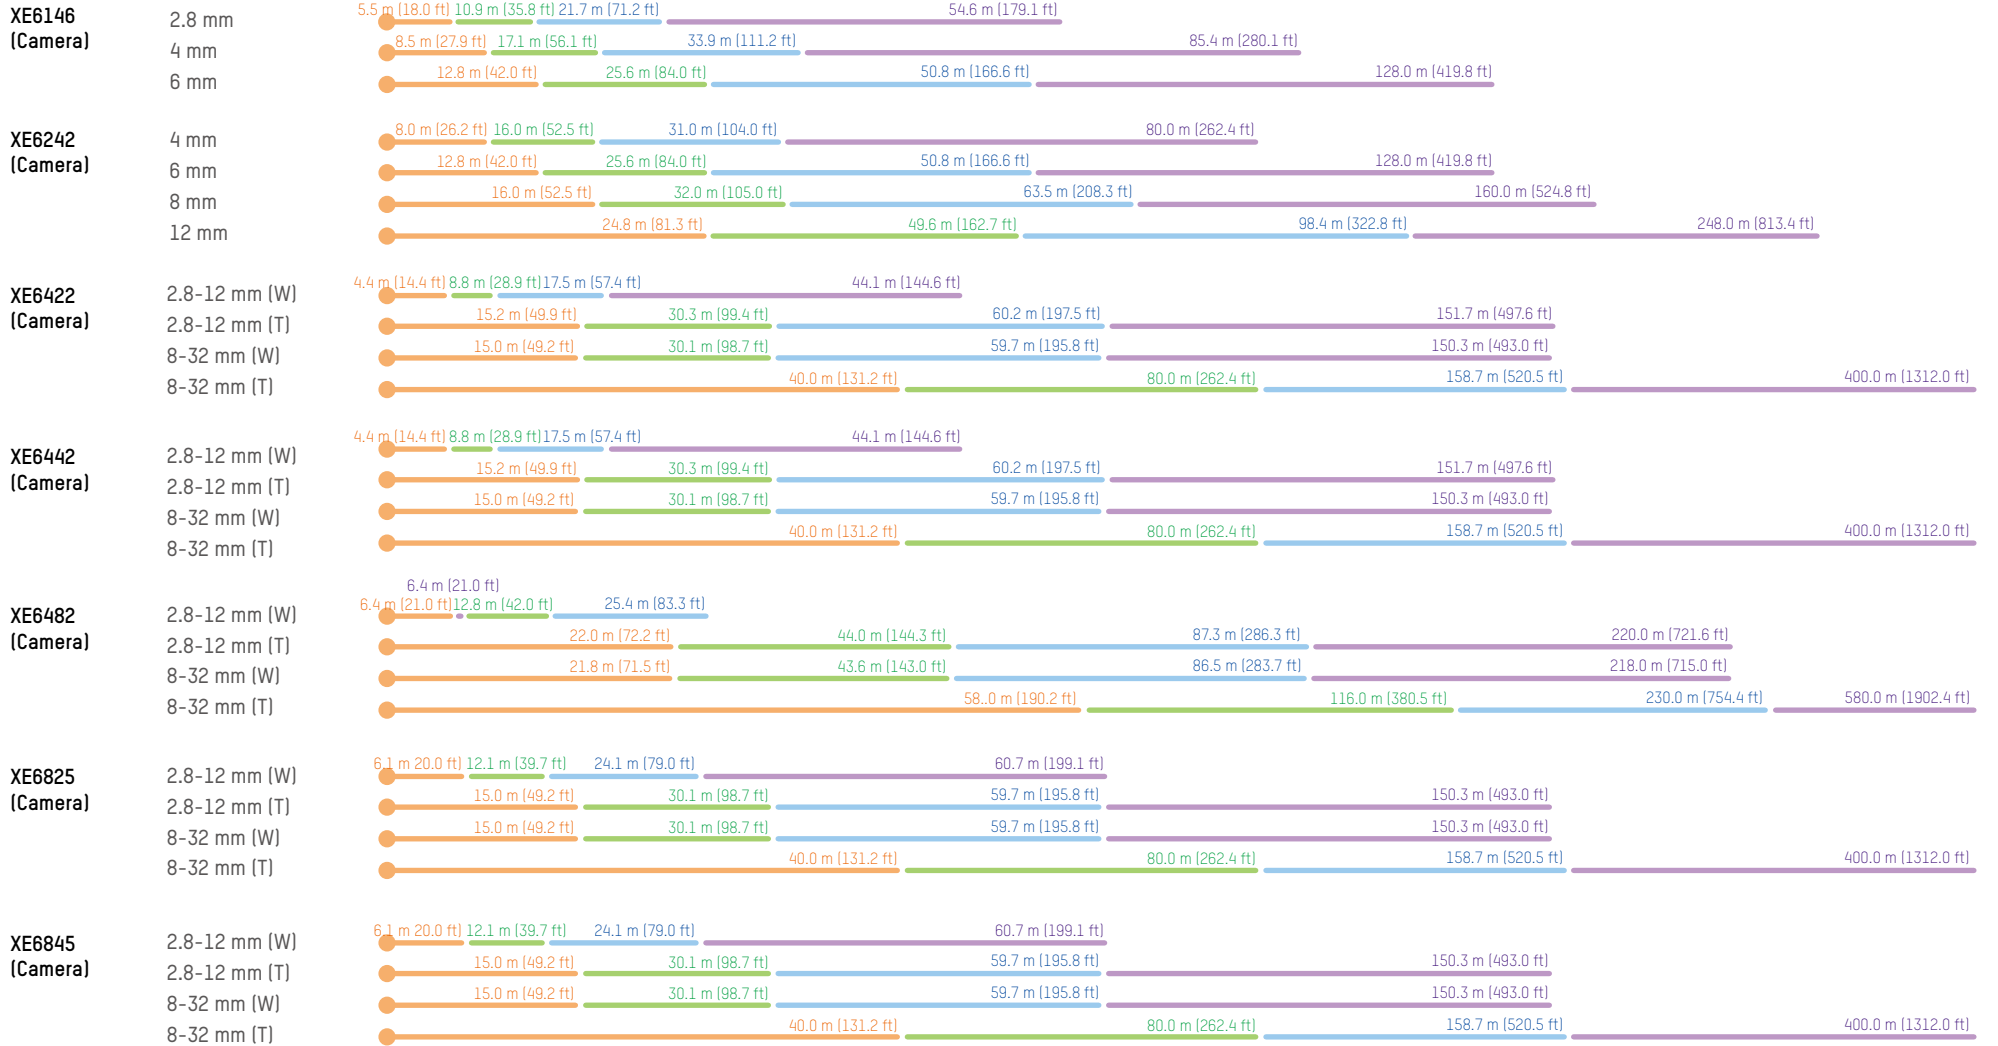 XE6146
(Camera)
2.8 mm 5.5 m (18.0 ft) 10.9 m (35.8 ft) 21.7 m (71.2 ft) 54.6 m (179.1 ft)
4 mm 8.5 m (27.9 ft) 17.1 m (56.1 ft) 33.9 m (111.2 ft) 85.4 m (280.1 ft)
6 mm 12.8 m (42.0 ft) 25.6 m (84.0 ft) 50.8 m (166.6 ft) 128.0 m (419.8 ft)
XE6242
(Camera)
4 mm 8.0 m (26.2 ft) 16.0 m (52.5 ft) 31.0 m (104.0 ft) 80.0 m (262.4 ft)
6 mm 12.8 m (42.0 ft) 25.6 m (84.0 ft) 50.8 m (166.6 ft) 128.0 m (419.8 ft)
8 mm 16.0 m (52.5 ft) 32.0 m (105.0 ft) 63.5 m (208.3 ft) 160.0 m (524.8 ft)
12 mm 24.8 m (81.3 ft) 49.6 m (162.7 ft) 98.4 m (322.8 ft) 248.0 m (813.4 ft)
XE6422
(Camera)
2.8-12 mm (W) 4.4 m (14.4 ft) 8.8 m (28.9 ft) 17.5 m (57.4 ft) 44.1 m (144.6 ft)
2.8-12 mm (T) 15.2 m (49.9 ft) 30.3 m (99.4 ft) 60.2 m (197.5 ft) 151.7 m (497.6 ft)
8-32 mm (W) 15.0 m (49.2 ft) 30.1 m (98.7 ft) 59.7 m (195.8 ft) 150.3 m (493.0 ft)
8-32 mm (T) 40.0 m (131.2 ft) 80.0 m (262.4 ft) 158.7 m (520.5 ft) 400.0 m (1312.0 ft)
XE6442
(Camera)
2.8-12 mm (W) 4.4 m (14.4 ft) 8.8 m (28.9 ft) 17.5 m (57.4 ft) 44.1 m (144.6 ft)
2.8-12 mm (T) 15.2 m (49.9 ft) 30.3 m (99.4 ft) 60.2 m (197.5 ft) 151.7 m (497.6 ft)
8-32 mm (W) 15.0 m (49.2 ft) 30.1 m (98.7 ft) 59.7 m (195.8 ft) 150.3 m (493.0 ft)
8-32 mm (T) 40.0 m (131.2 ft) 80.0 m (262.4 ft) 158.7 m (520.5 ft) 400.0 m (1312.0 ft)
XE6482
(Camera)
6.4 m (21.0 ft)
2.8-12 mm (W) 6.4 m (21.0 ft) 12.8 m (42.0 ft) 25.4 m (83.3 ft)
2.8-12 mm (T) 22.0 m (72.2 ft) 44.0 m (144.3 ft) 87.3 m (286.3 ft) 220.0 m (721.6 ft)
8-32 mm (W) 21.8 m (71.5 ft) 43.6 m (143.0 ft) 86.5 m (283.7 ft) 218.0 m (715.0 ft)
8-32 mm (T) 58..0 m (190.2 ft) 116.0 m (380.5 ft) 230.0 m (754.4 ft) 580.0 m (1902.4 ft)
XE6825
(Camera)
2.8-12 mm (W) 6.1 m 20.0 ft) 12.1 m (39.7 ft) 24.1 m (79.0 ft) 60.7 m (199.1 ft)
2.8-12 mm (T) 15.0 m (49.2 ft) 30.1 m (98.7 ft) 59.7 m (195.8 ft) 150.3 m (493.0 ft)
8-32 mm (W) 15.0 m (49.2 ft) 30.1 m (98.7 ft) 59.7 m (195.8 ft) 150.3 m (493.0 ft)
8-32 mm (T) 40.0 m (131.2 ft) 80.0 m (262.4 ft) 158.7 m (520.5 ft) 400.0 m (1312.0 ft)
XE6845
(Camera)
2.8-12 mm (W) 6.1 m 20.0 ft) 12.1 m (39.7 ft) 24.1 m (79.0 ft) 60.7 m (199.1 ft)
2.8-12 mm (T) 15.0 m (49.2 ft) 30.1 m (98.7 ft) 59.7 m (195.8 ft) 150.3 m (493.0 ft)
8-32 mm (W) 15.0 m (49.2 ft) 30.1 m (98.7 ft) 59.7 m (195.8 ft) 150.3 m (493.0 ft)
8-32 mm (T) 40.0 m (131.2 ft) 80.0 m (262.4 ft) 158.7 m (520.5 ft) 400.0 m (1312.0 ft)